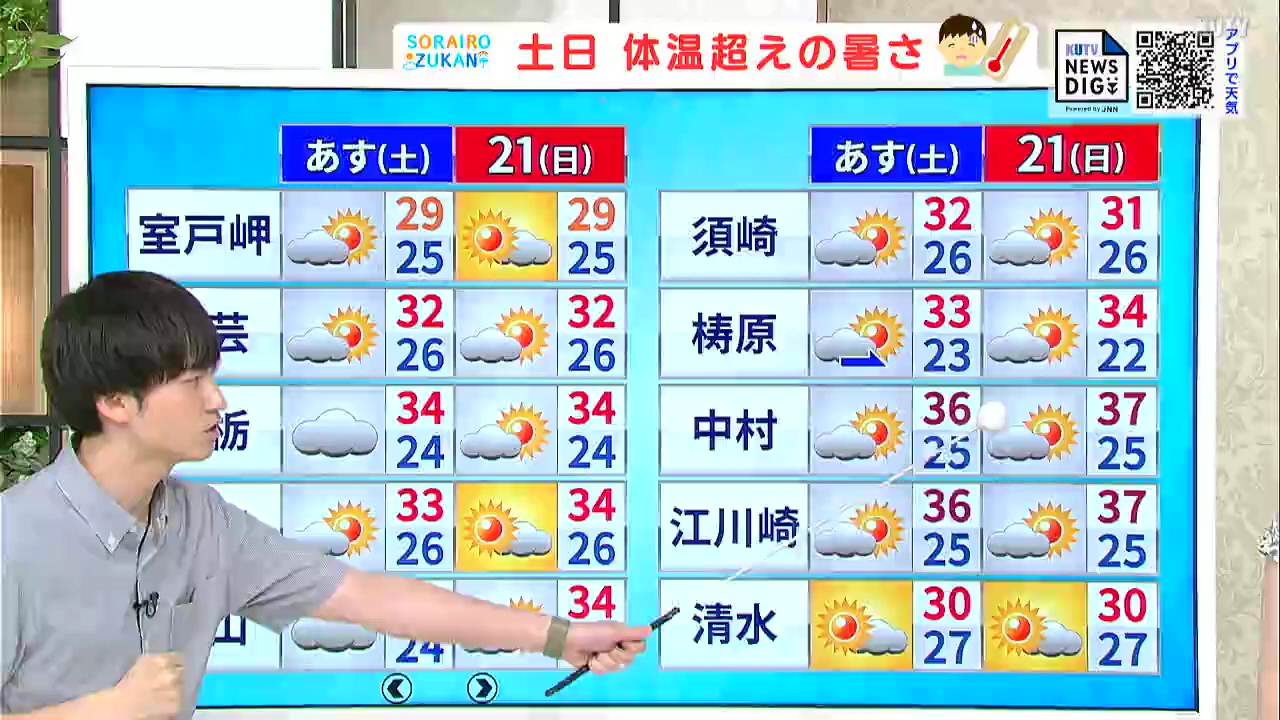 SORAIRO
ZUKAN
土日 体温超えの暑さ
KUTV
NEWS
DIG
Powered by JNN
アプリで天気
あす(土) 21(日)
室戸岬 29 25 29 25
芸 32 26 32 26
34 24 34 24
33 26 34 26
山 24 34
あす(土) 21(日)
須崎 32 26 31 26
梼原 33 23 34 22
中村 36 25 37 25
江川崎 36 25 37 25
清水 30 27 30 27